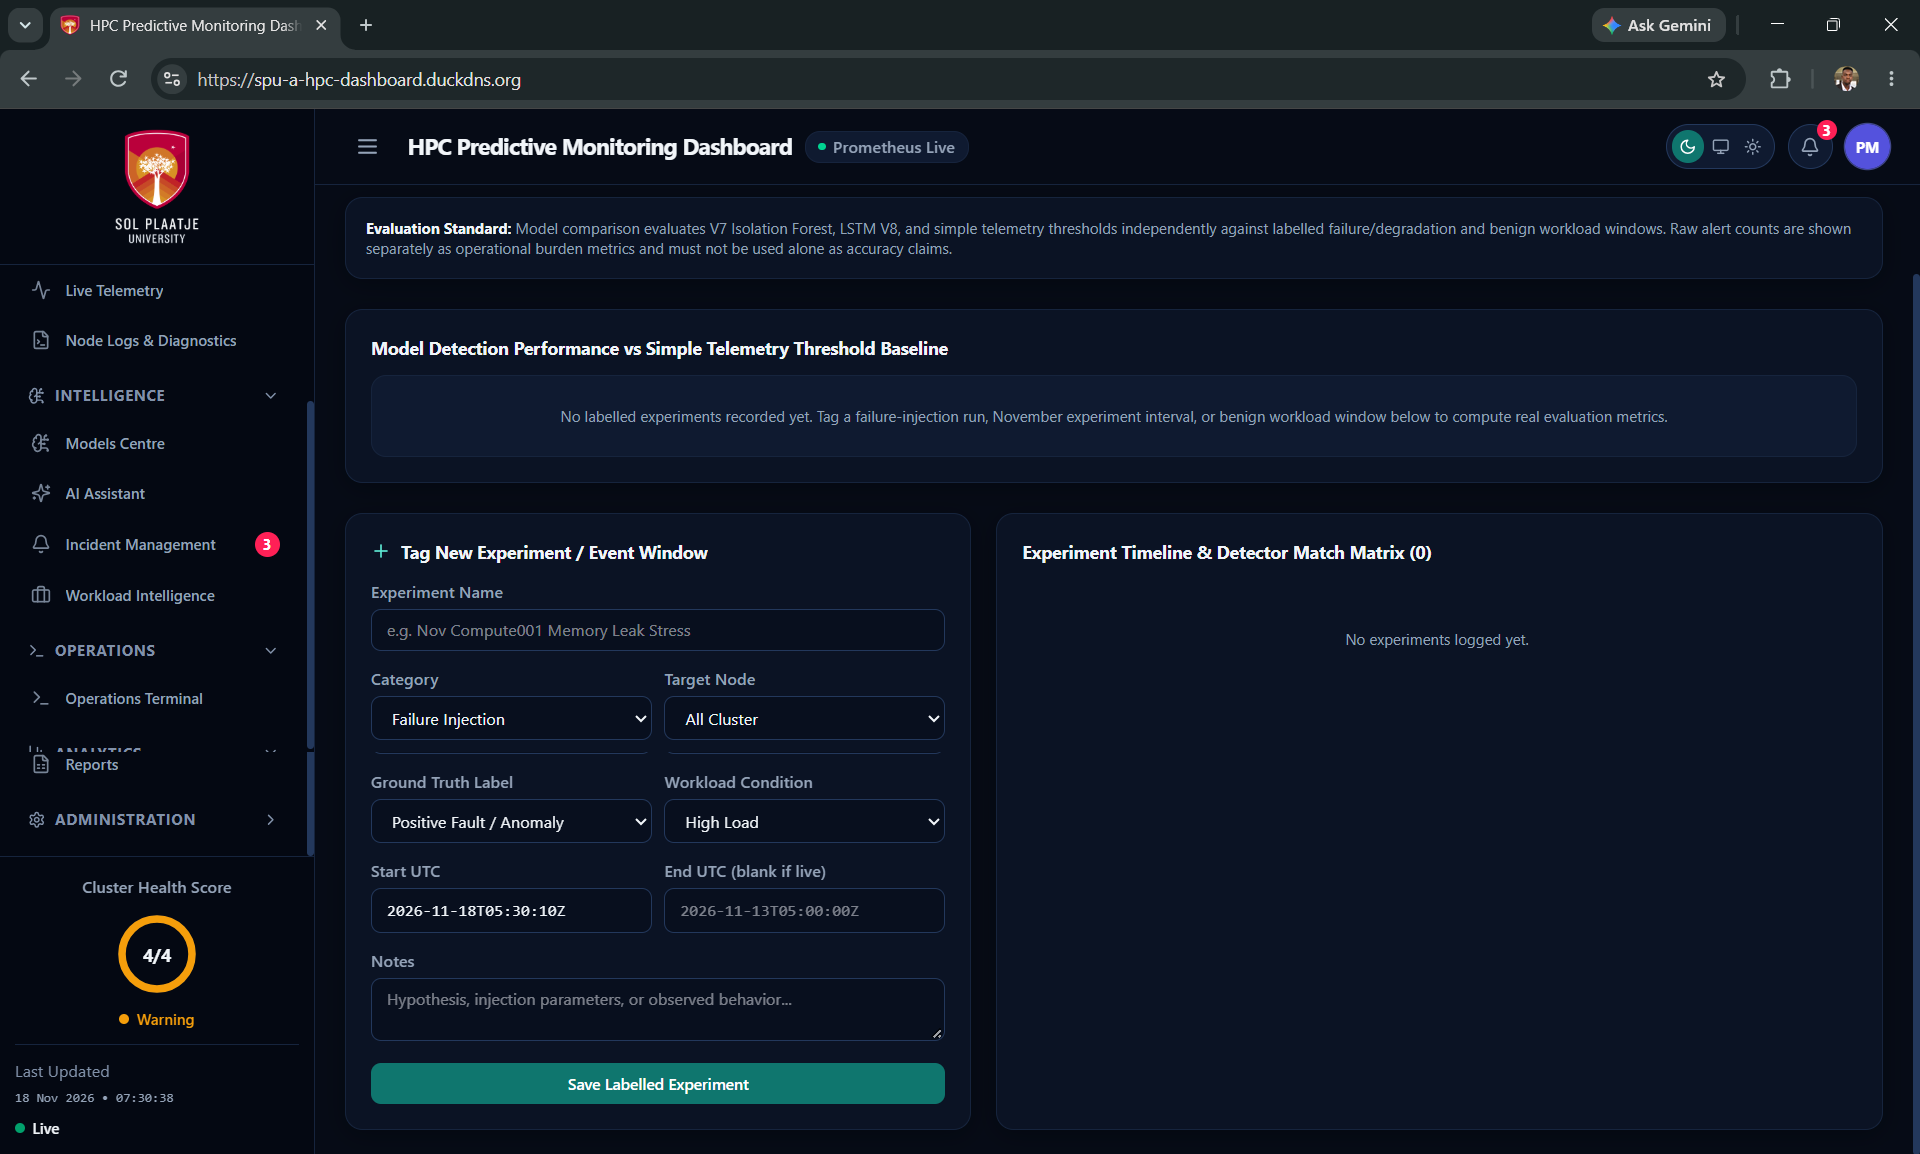 HPC Predictive Monitoring Dash
Ask Gemini
https://spu-a-hpc-dashboard.duckdns.org
SOL PLAATJE
UNIVERSITY
Live Telemetry
Node Logs & Diagnostics
INTELLIGENCE
Models Centre
AI Assistant
Incident Management 3
Workload Intelligence
OPERATIONS
Operations Terminal
ANALYTICS
Reports
ADMINISTRATION
Cluster Health Score
4/4
Warning
Last Updated
18 Nov 2026 • 07:30:38
Live
HPC Predictive Monitoring Dashboard
Prometheus Live
3
PM
Evaluation Standard: Model comparison evaluates V7 Isolation Forest, LSTM V8, and simple telemetry thresholds independently against labelled failure/degradation and benign workload windows. Raw alert counts are shown
separately as operational burden metrics and must not be used alone as accuracy claims.
Model Detection Performance vs Simple Telemetry Threshold Baseline
No labelled experiments recorded yet. Tag a failure-injection run, November experiment interval, or benign workload window below to compute real evaluation metrics.
+ Tag New Experiment / Event Window
Experiment Name
e.g. Nov Compute001 Memory Leak Stress
Category Target Node
Failure Injection All Cluster
Ground Truth Label Workload Condition
Positive Fault / Anomaly High Load
Start UTC End UTC (blank if live)
2026-11-18T05:30:10Z 2026-11-13T05:00:00Z
Notes
Hypothesis, injection parameters, or observed behavior...
Save Labelled Experiment
Experiment Timeline & Detector Match Matrix (0)
No experiments logged yet.